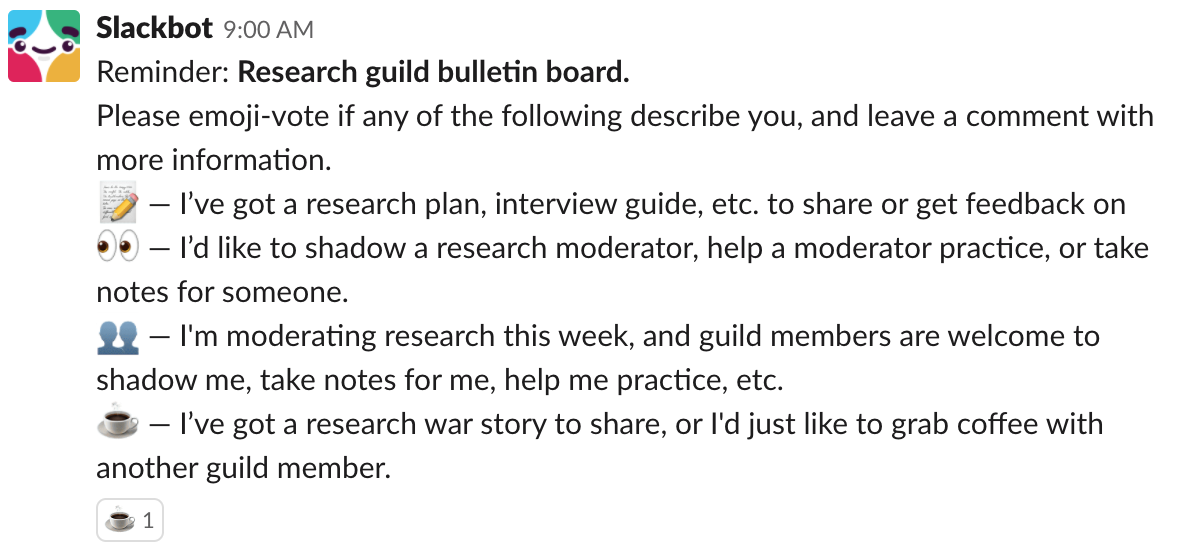 Slackbot 9:00 AM
Reminder: Research guild bulletin board.
Please emoji-vote if any of the following describe you, and leave a comment with
more information.
📝 — I’ve got a research plan, interview guide, etc. to share or get feedback on
👀 — I’d like to shadow a research moderator, help a moderator practice, or take
notes for someone.
👥 — I'm moderating research this week, and guild members are welcome to
shadow me, take notes for me, help me practice, etc.
☕ — I’ve got a research war story to share, or I'd just like to grab coffee with
another guild member.
☕ 1